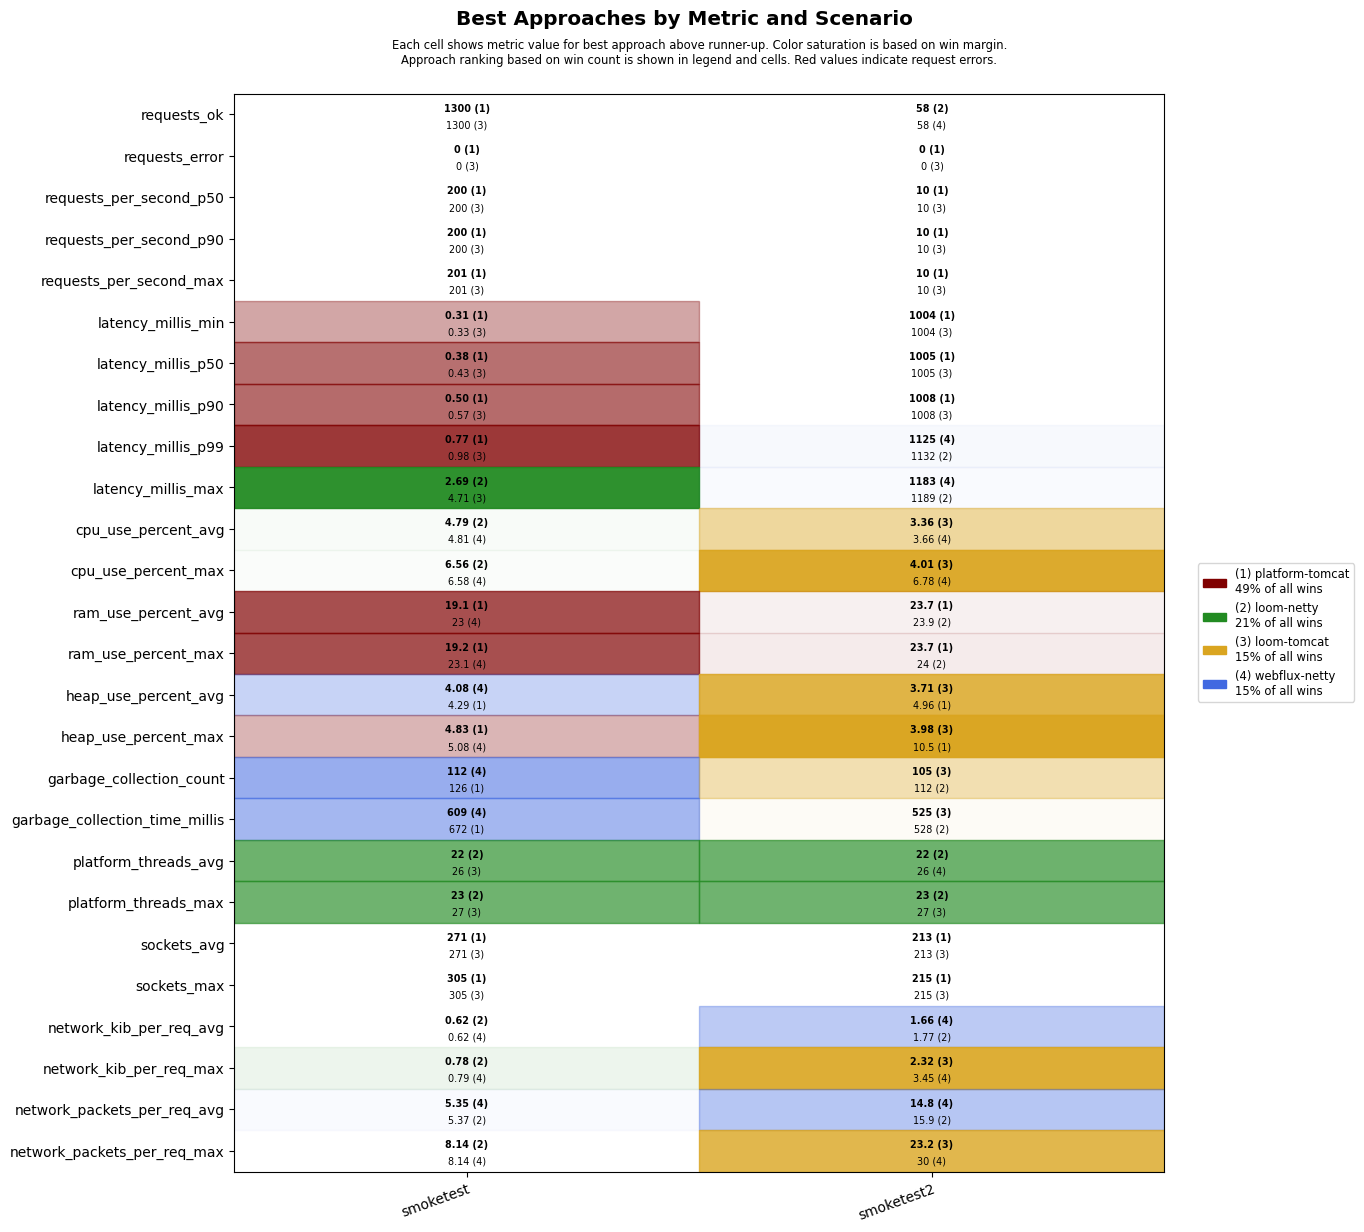 Best Approaches by Metric and Scenario
Each cell shows metric value for best approach above runner-up. Color saturation is based on win margin.
Approach ranking based on win count is shown in legend and cells. Red values indicate request errors.
requests_ok
1300 (1)
1300 (3)
58 (2)
58 (4)
requests_error
0 (1)
0 (3)
0 (1)
0 (3)
requests_per_second_p50
200 (1)
200 (3)
10 (1)
10 (3)
requests_per_second_p90
200 (1)
200 (3)
10 (1)
10 (3)
requests_per_second_max
201 (1)
201 (3)
10 (1)
10 (3)
latency_millis_min
0.31 (1)
0.33 (3)
1004 (1)
1004 (3)
latency_millis_p50
0.38 (1)
0.43 (3)
1005 (1)
1005 (3)
latency_millis_p90
0.50 (1)
0.57 (3)
1008 (1)
1008 (3)
latency_millis_p99
0.77 (1)
0.98 (3)
1125 (4)
1132 (2)
latency_millis_max
2.69 (2)
4.71 (3)
1183 (4)
1189 (2)
cpu_use_percent_avg
4.79 (2)
4.81 (4)
3.36 (3)
3.66 (4)
cpu_use_percent_max
6.56 (2)
6.58 (4)
4.01 (3)
6.78 (4)
ram_use_percent_avg
19.1 (1)
23 (4)
23.7 (1)
23.9 (2)
ram_use_percent_max
19.2 (1)
23.1 (4)
23.7 (1)
24 (2)
heap_use_percent_avg
4.08 (4)
4.29 (1)
3.71 (3)
4.96 (1)
heap_use_percent_max
4.83 (1)
5.08 (4)
3.98 (3)
10.5 (1)
garbage_collection_count
112 (4)
126 (1)
105 (3)
112 (2)
garbage_collection_time_millis
609 (4)
672 (1)
525 (3)
528 (2)
platform_threads_avg
22 (2)
26 (3)
22 (2)
26 (4)
platform_threads_max
23 (2)
27 (3)
23 (2)
27 (3)
sockets_avg
271 (1)
271 (3)
213 (1)
213 (3)
sockets_max
305 (1)
305 (3)
215 (1)
215 (3)
network_kib_per_req_avg
0.62 (2)
0.62 (4)
1.66 (4)
1.77 (2)
network_kib_per_req_max
0.78 (2)
0.79 (4)
2.32 (3)
3.45 (4)
network_packets_per_req_avg
5.35 (4)
5.37 (2)
14.8 (4)
15.9 (2)
network_packets_per_req_max
8.14 (2)
8.14 (4)
23.2 (3)
30 (4)
smoketest
smoketest2
(1) platform-tomcat
49% of all wins
(2) loom-netty
21% of all wins
(3) loom-tomcat
15% of all wins
(4) webflux-netty
15% of all wins